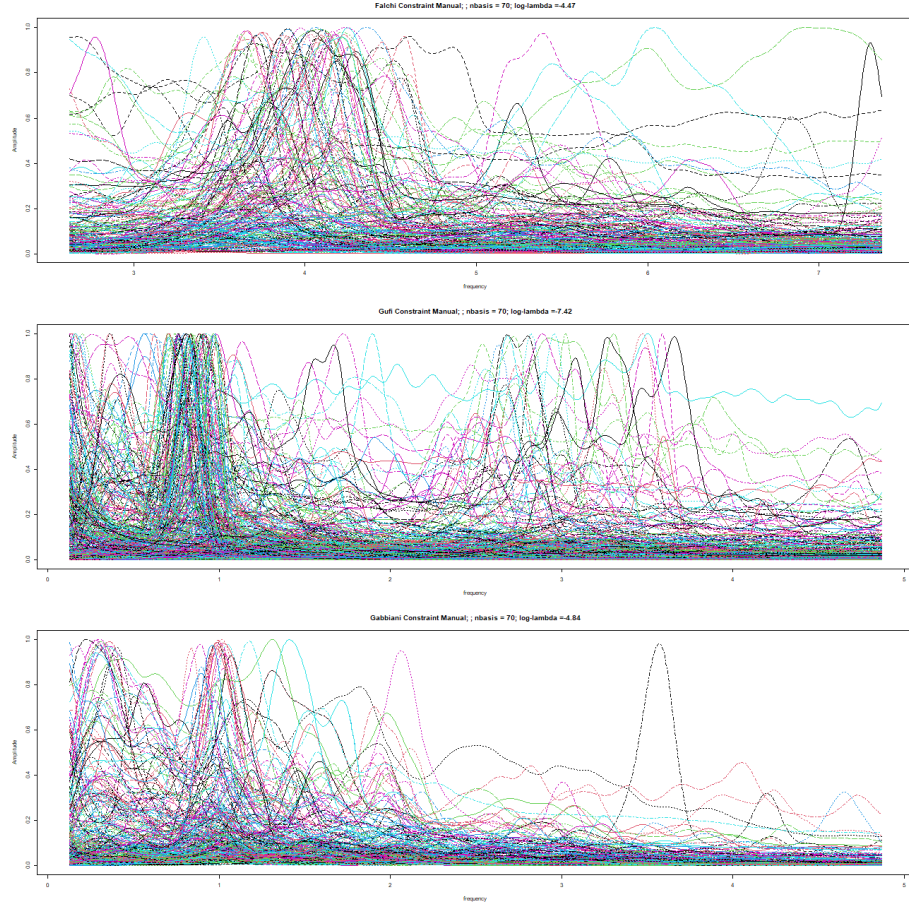 Falchi Constraint Manual; ; nbasis = 70; log-lambda =-4.47
Amplitude
1.0
0.8
0.6
0.4
0.2
0.0
3 4 5 6 7
frequency
Gufi Constraint Manual; ; nbasis = 70; log-lambda =-7.42
Amplitude
1.0
0.8
0.6
0.4
0.2
0.0
0 1 2 3 4 5
frequency
Gabbiani Constraint Manual; ; nbasis = 70; log-lambda =-4.84
Amplitude
1.0
0.8
0.6
0.4
0.2
0.0
0 1 2 3 4 5
frequency